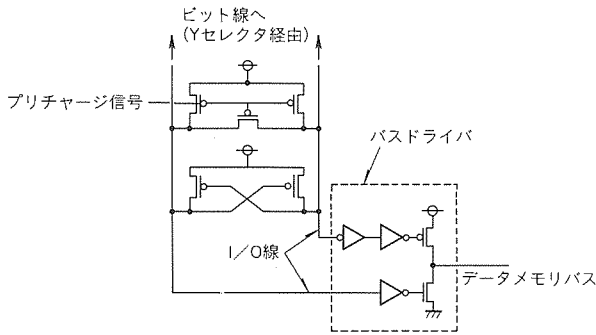 ビット線へ
(Yセレクタ経由)
プリチャージ信号
バスドライバ
I/O線
データメモリバス